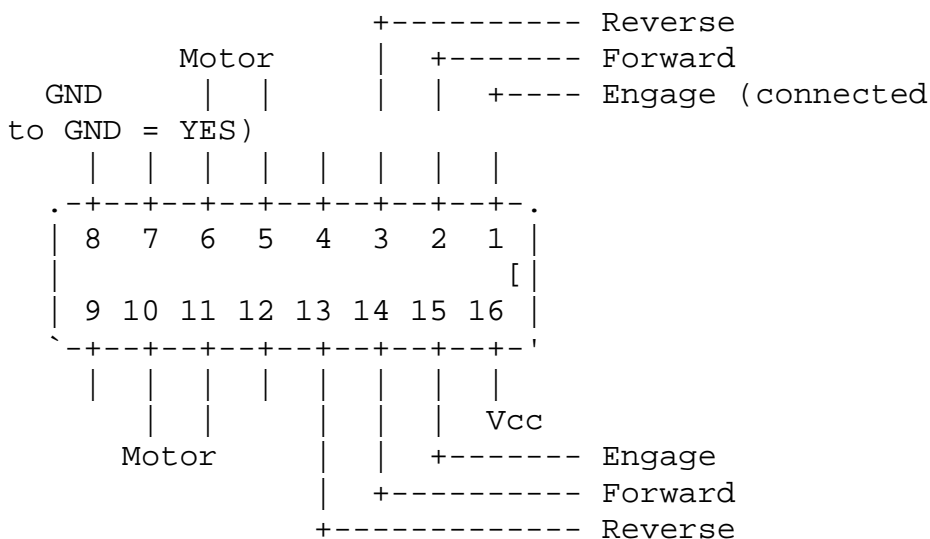 +---------- Reverse
Motor | +------- Forward
GND | | | | +---- Engage (connected
to GND = YES)
| | | | | | | |
.-+--+--+--+--+--+--+--+-.
| 8 7 6 5 4 3 2 1 |
| [|
| 9 10 11 12 13 14 15 16 |
`-+--+--+--+--+--+--+--+-'
| | | | | | | |
| | | | | Vcc
Motor | | +------- Engage
| +---------- Forward
+------------- Reverse